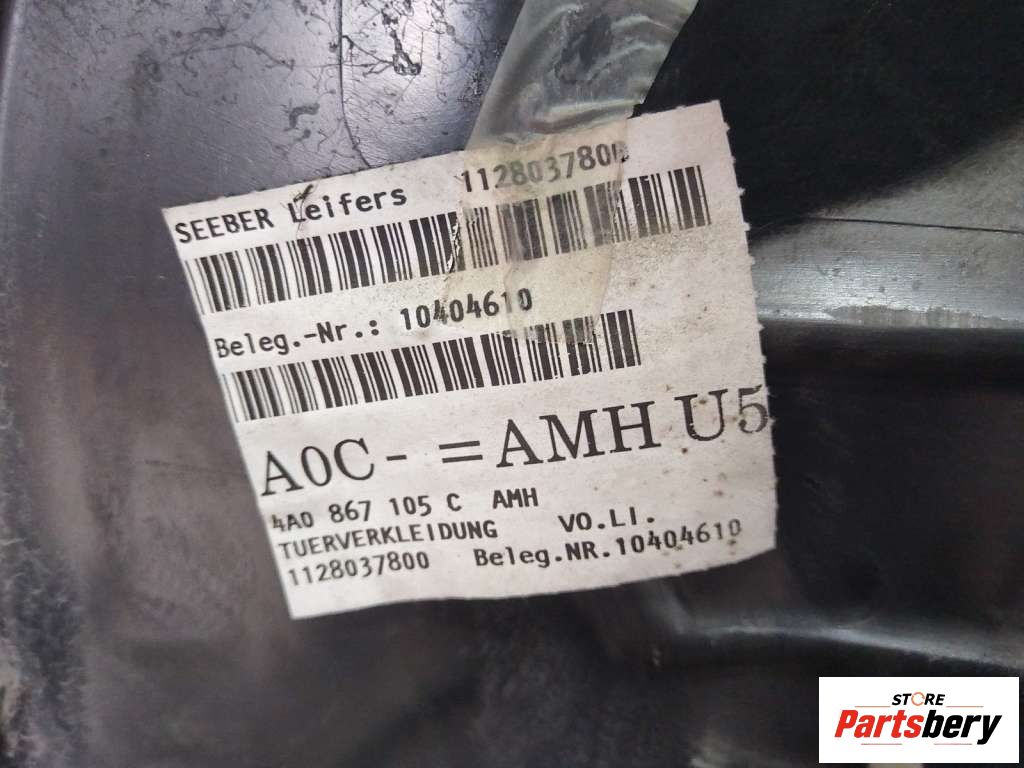 SEEBER Leifers 1128037800
Beleg.-Nr.: 10404610
A0C- =AMH U5
4A0 867 105 C AMH
TUERVERKLEIDUNG VO.LI.
1128037800 Beleg.NR.10404610
STORE
Partsbery